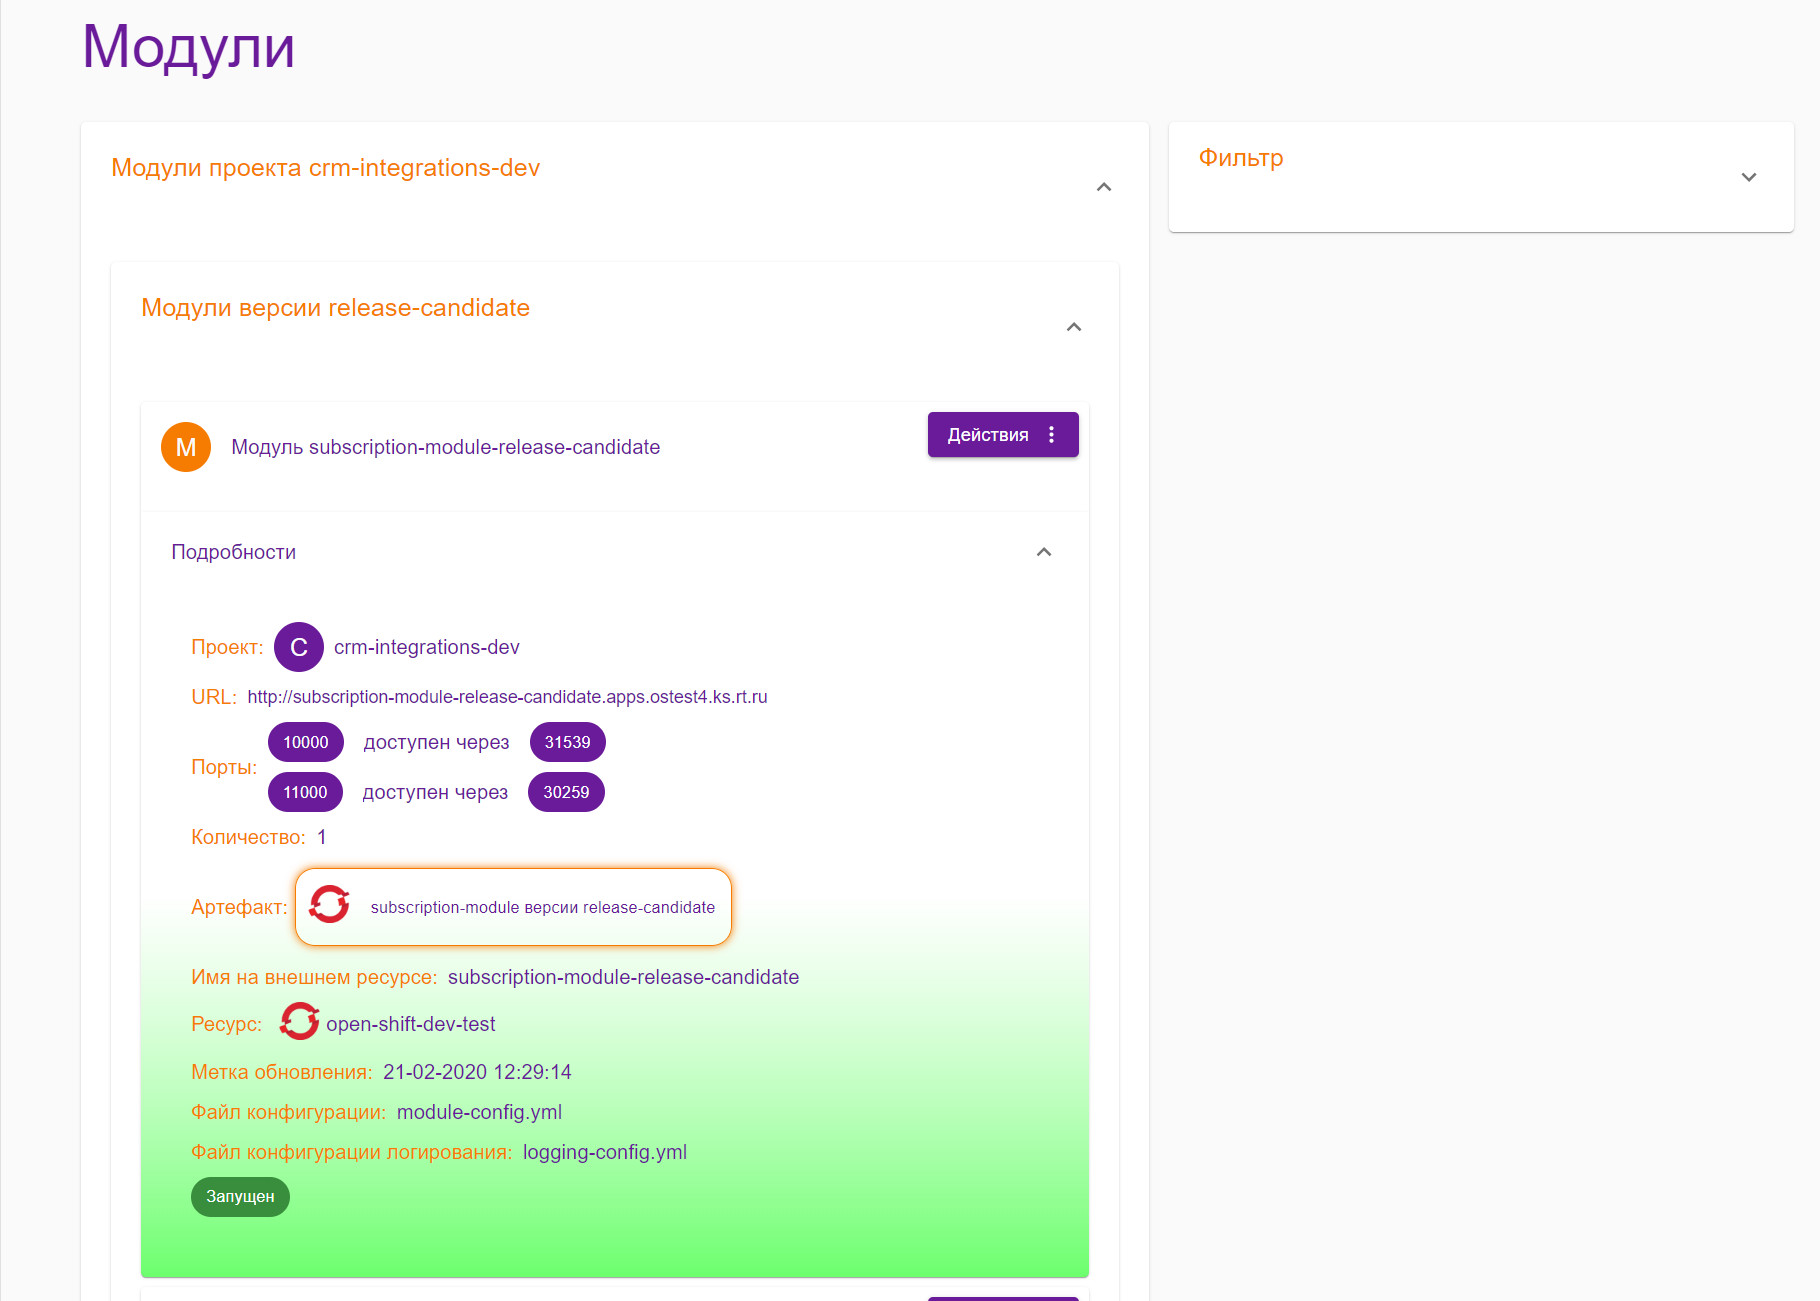 Модули
Модули проекта crm-integrations-dev
Фильтр
Модули версии release-candidate
М
Модуль subscription-module-release-candidate
Действия
Подробности
Проект: C crm-integrations-dev
URL: http://subscription-module-release-candidate.apps.ostest4.ks.rt.ru
Порты:
10000 доступен через 31539
11000 доступен через 30259
Количество: 1
Артефакт: subscription-module версии release-candidate
Имя на внешнем ресурсе: subscription-module-release-candidate
Ресурс: open-shift-dev-test
Метка обновления: 21-02-2020 12:29:14
Файл конфигурации: module-config.yml
Файл конфигурации логирования: logging-config.yml
Запущен